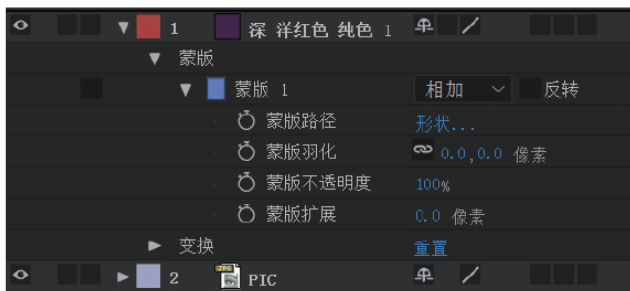 1 深 洋红色 纯色 1
蒙版
蒙版 1 相加 反转
蒙版路径 形状...
蒙版羽化 0.0,0.0 像素
蒙版不透明度 100%
蒙版扩展 0.0 像素
变换 重置
2 PIC